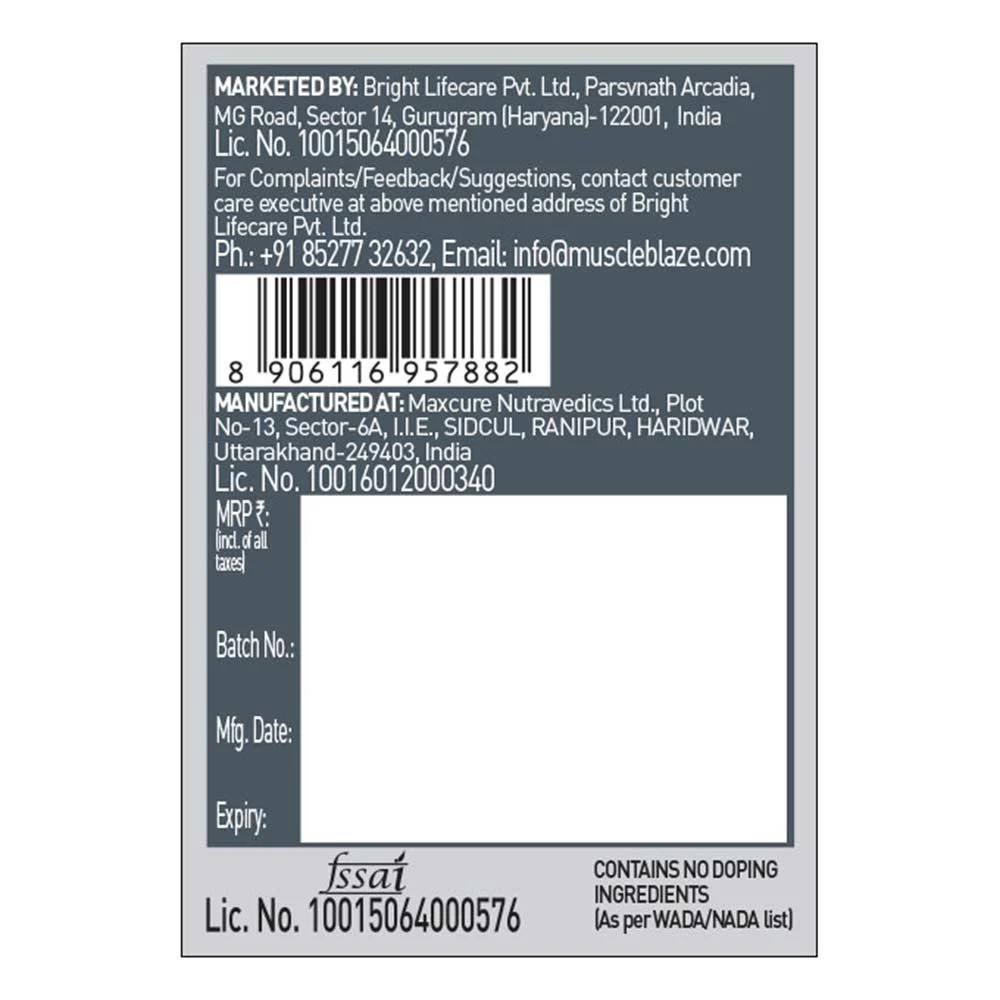 MARKETED BY: Bright Lifecare Pvt. Ltd., Parsvnath Arcadia,
MG Road, Sector 14, Gurugram (Haryana)-122001, India
Lic. No. 10015064000576
For Complaints/Feedback/Suggestions, contact customer
care executive at above mentioned address of Bright
Lifecare Pvt. Ltd.
Ph.: +91 85277 32632, Email: info@muscleblaze.com
8 906116 957882
MANUFACTURED AT: Maxcure Nutravedics Ltd., Plot
No-13, Sector-6A, I.I.E., SIDCUL, RANIPUR, HARIDWAR,
Uttarakhand-249403, India
Lic. No. 10016012000340
MRP ₹:
(incl. of all
taxes)
Batch No.:
Mfg. Date:
Expiry:
fssai
Lic. No. 10015064000576
CONTAINS NO DOPING
INGREDIENTS
(As per WADA/NADA list)